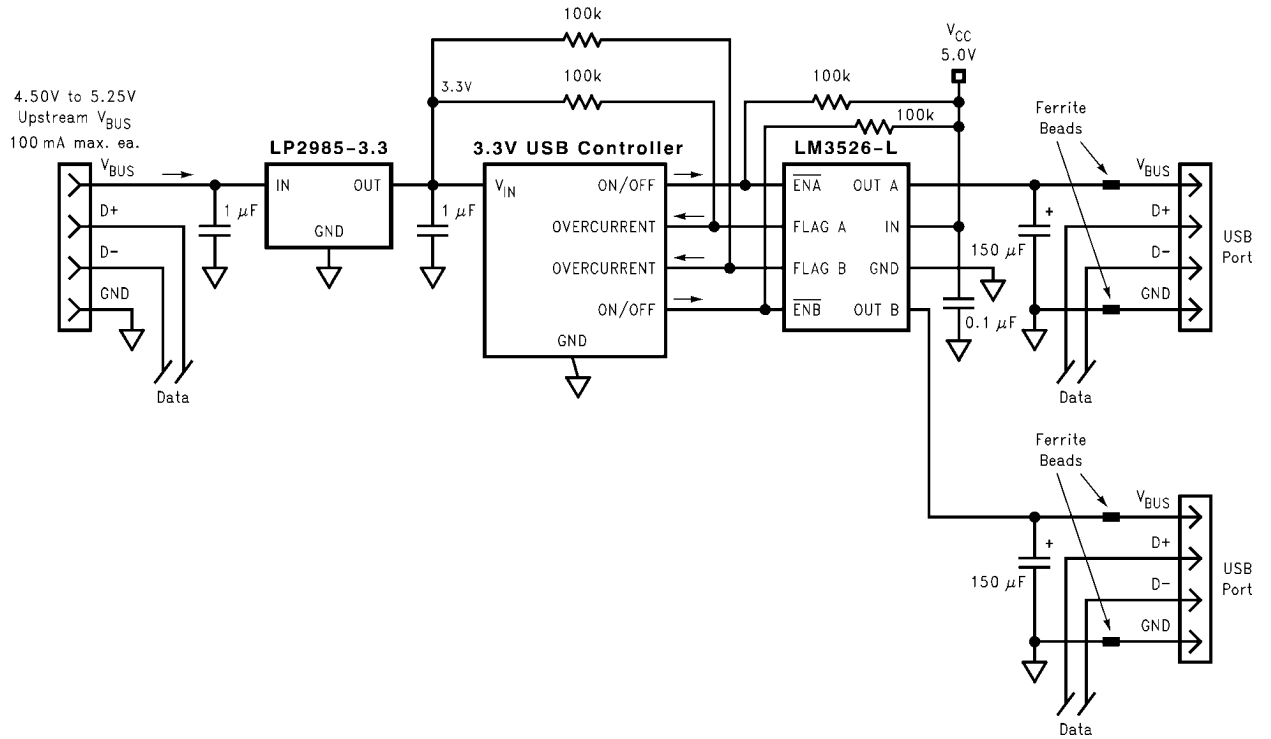 100k
V_CC
5.0V
3.3V
100k
100k
4.50V to 5.25V
Upstream V_BUS
100 mA max. ea.
100k
Ferrite
Beads
LP2985-3.3
3.3V USB Controller
LM3526-L
V_BUS
IN
OUT
GND
1 μF
1 μF
V_IN
ON/OFF
OVERCURRENT
OVERCURRENT
ON/OFF
GND
E̅N̅A̅
FLAG A
FLAG B
E̅N̅B̅
OUT A
IN
GND
OUT B
D+
D−
GND
Data
0.1 μF
+
150 μF
V_BUS
D+
D−
GND
USB
Port
Data
Ferrite
Beads
+
150 μF
V_BUS
D+
D−
GND
USB
Port
Data